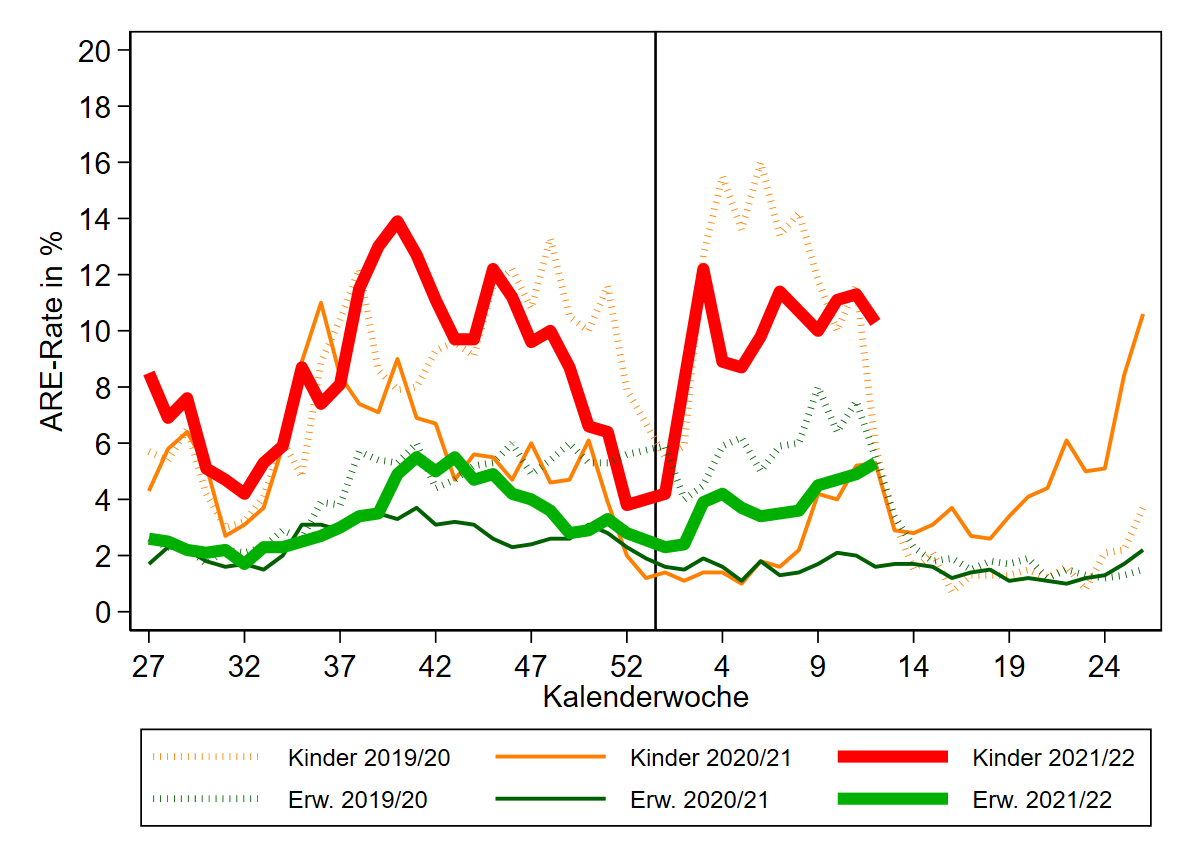 ARE-Rate in %
20
18
16
14
12
10
8
6
4
2
0
27 32 37 42 47 52 4 9 14 19 24
Kalenderwoche
Kinder 2019/20 Kinder 2020/21 Kinder 2021/22
Erw. 2019/20 Erw. 2020/21 Erw. 2021/22